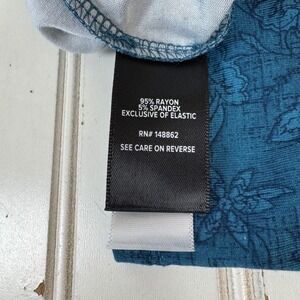 95% RAYON
5% SPANDEX
EXCLUSIVE OF ELASTIC
RN# 148862
SEE CARE ON REVERSE